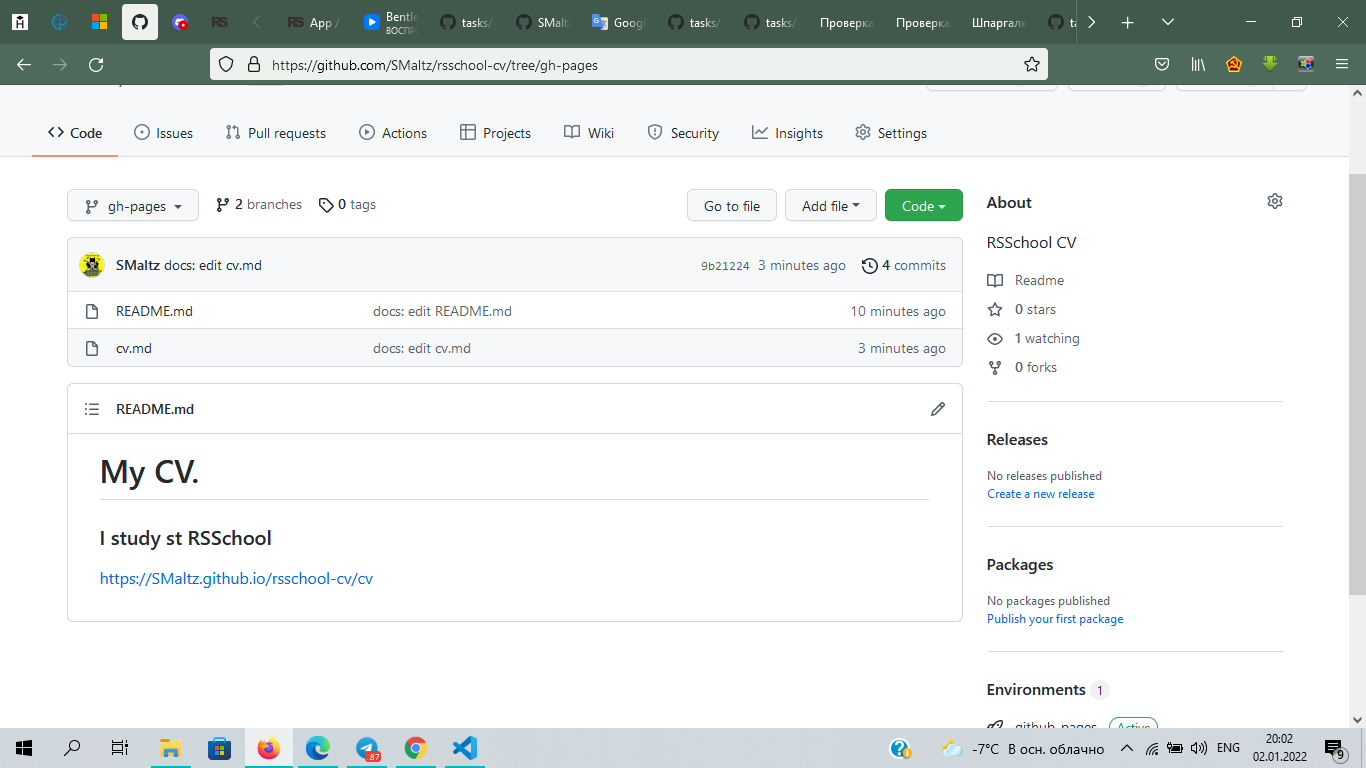 RS
RS App /
Bentle
ВОСПРО
tasks/
SMalt
Googl
tasks/
tasks/
Проверка
Проверка
Шпаргалк
ta
https://github.com/SMaltz/rsschool-cv/tree/gh-pages
Code
Issues
Pull requests
Actions
Projects
Wiki
Security
Insights
Settings
gh-pages
2 branches
0 tags
Go to file
Add file
Code
SMaltz docs: edit cv.md
9b21224 3 minutes ago
4 commits
README.md docs: edit README.md 10 minutes ago
cv.md docs: edit cv.md 3 minutes ago
README.md
My CV.
I study st RSSchool
https://SMaltz.github.io/rsschool-cv/cv
About
RSSchool CV
Readme
0 stars
1 watching
0 forks
Releases
No releases published
Create a new release
Packages
No packages published
Publish your first package
Environments 1
github-pages Active
.87
-7°C В осн. облачно
ENG
20:02
02.01.2022
9